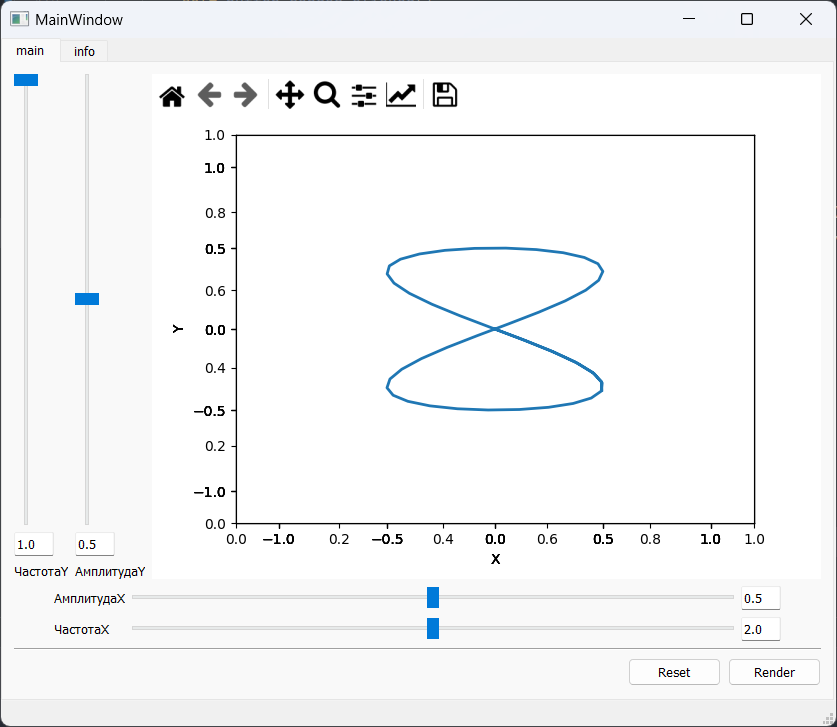 MainWindow
main info
1.0
1.0
0.8
0.5
0.6
Y
0.0
0.4
−0.5
0.2
−1.0
0.0
0.0 −1.0 0.2 −0.5 0.4 0.0 0.6 0.5 0.8 1.0 1.0
X
1.0 0.5
ЧастотаY АмплитудаY
АмплитудаX 0.5
ЧастотаX 2.0
Reset Render